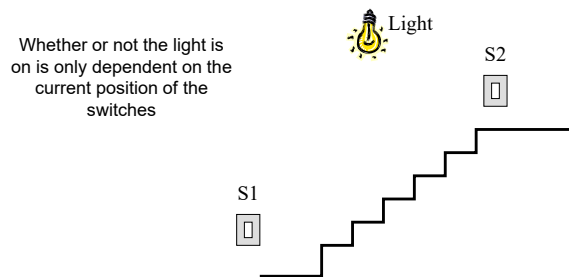 Whether or not the light is
on is only dependent on the
current position of the
switches
Light
S2
S1